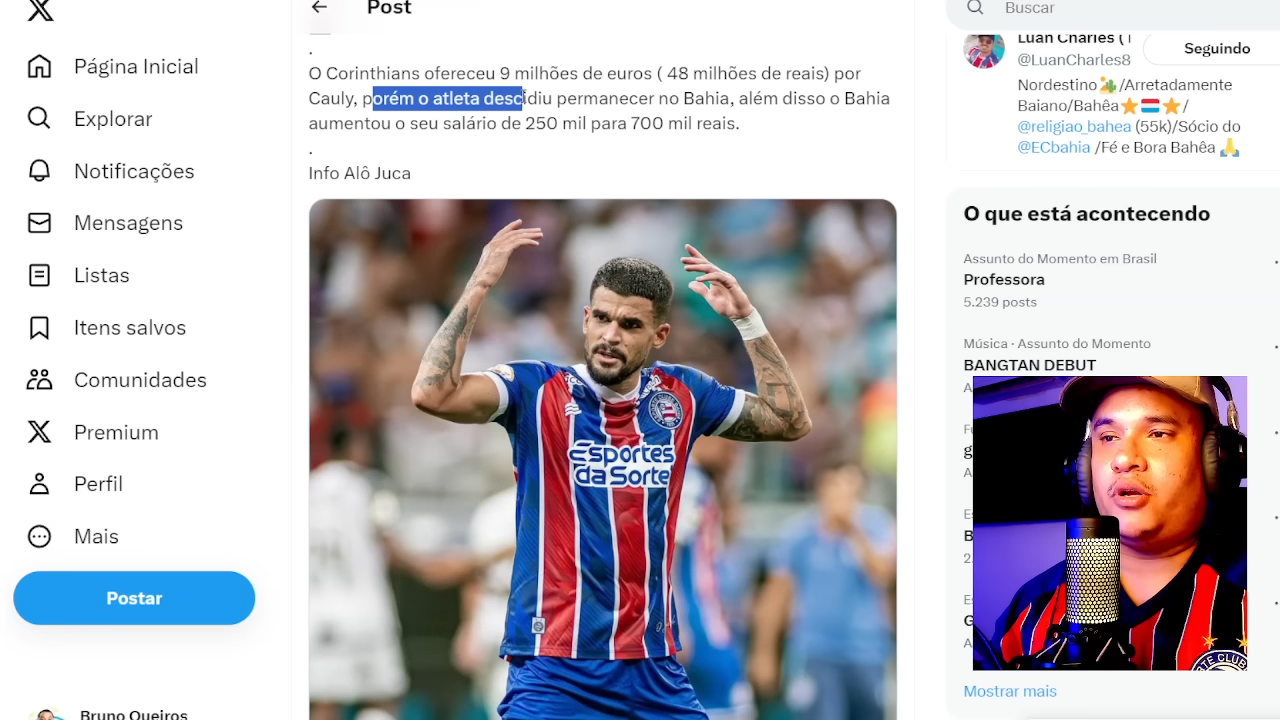 Página Inicial
Explorar
Notificações
Mensagens
Listas
Itens salvos
Comunidades
Premium
Perfil
Mais
Postar
Bruno Queiros
Post
.
O Corinthians ofereceu 9 milhões de euros ( 48 milhões de reais) por
Cauly, porém o atleta descidiu permanecer no Bahia, além disso o Bahia
aumentou o seu salário de 250 mil para 700 mil reais.
.
Info Alô Juca
Esportes
da Sorte
Buscar
Luan Charles (
@LuanCharles8
Seguindo
Nordestino /Arretadamente
Baiano/Bahêa /
@religiao_bahea (55k)/Sócio do
@ECbahia /Fé e Bora Bahêa
O que está acontecendo
Assunto do Momento em Brasil
Professora
5.239 posts
Música · Assunto do Momento
BANGTAN DEBUT
Mostrar mais